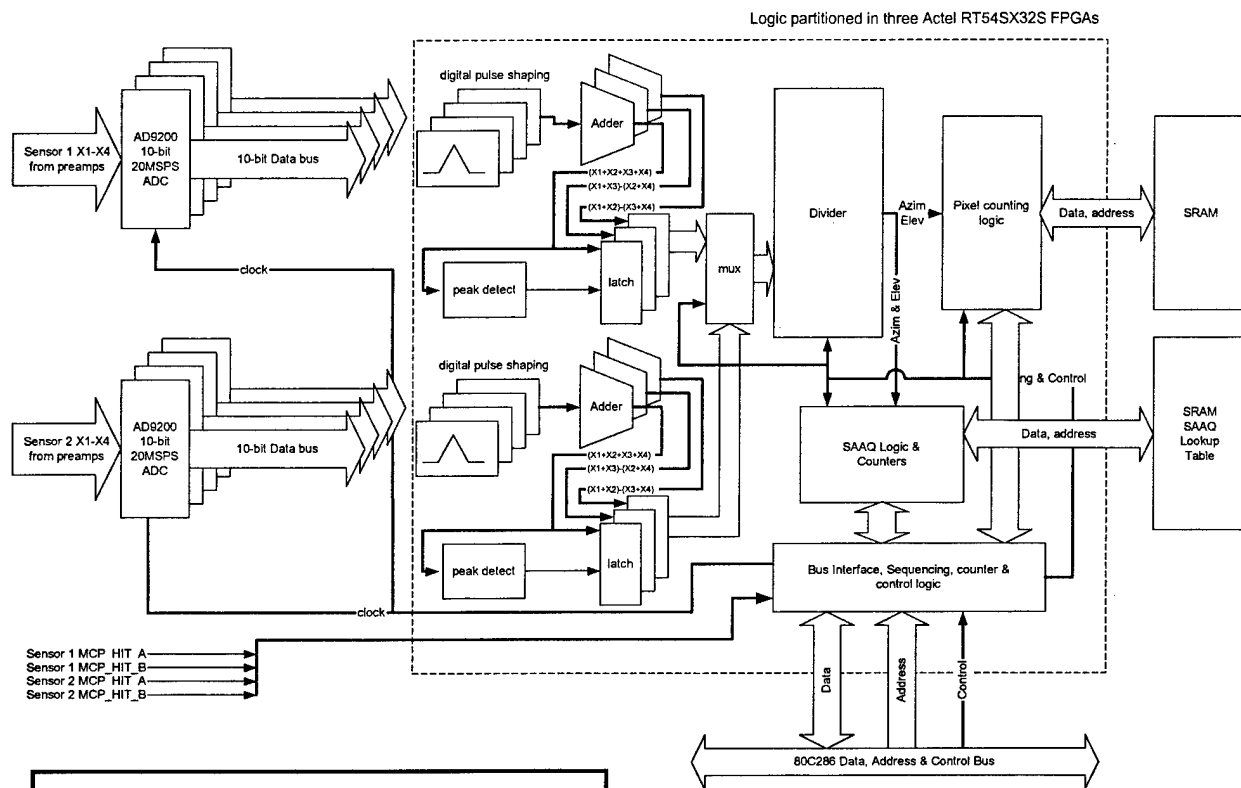 Logic partitioned in three Actel RT54SX32S FPGAs
digital pulse shaping
Adder
AD9200
10-bit
20MSPS
ADC
Sensor 1 X1-X4
from preamps
10-bit Data bus
(X1+X2+X3+X4)
(X1+X3)-(X2+X4)
(X1+X2)-(X3+X4)
Divider
Azim
Elev
Pixel counting
logic
Data, address
SRAM
clock
peak detect
latch
mux
Azim & Elev
digital pulse shaping
Adder
ng & Control
AD9200
10-bit
20MSPS
ADC
Sensor 2 X1-X4
from preamps
10-bit Data bus
(X1+X2+X3+X4)
(X1+X3)-(X2+X4)
(X1+X2)-(X3+X4)
SAAQ Logic &
Counters
Data, address
SRAM
SAAQ
Lookup
Table
peak detect
latch
Bus Interface, Sequencing, counter &
control logic
clock
Sensor 1 MCP_HIT_A
Sensor 1 MCP_HIT_B
Sensor 2 MCP_HIT_A
Sensor 2 MCP_HIT_B
Data
Address
Control
80C286 Data, Address & Control Bus